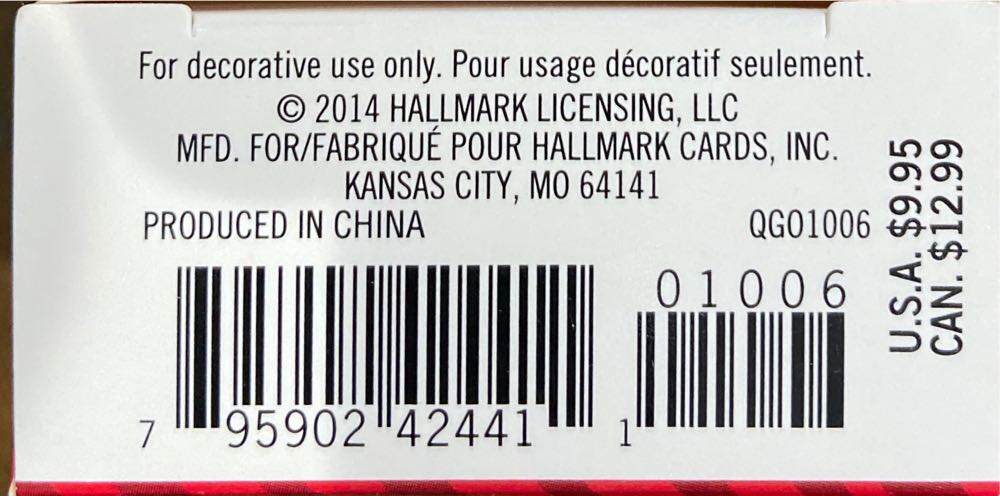 For decorative use only. Pour usage décoratif seulement.
© 2014 HALLMARK LICENSING, LLC
MFD. FOR/FABRIQUÉ POUR HALLMARK CARDS, INC.
KANSAS CITY, MO 64141
PRODUCED IN CHINA QGO1006
U.S.A. $9.95
CAN. $12.99
01006
7 95902 42441 1